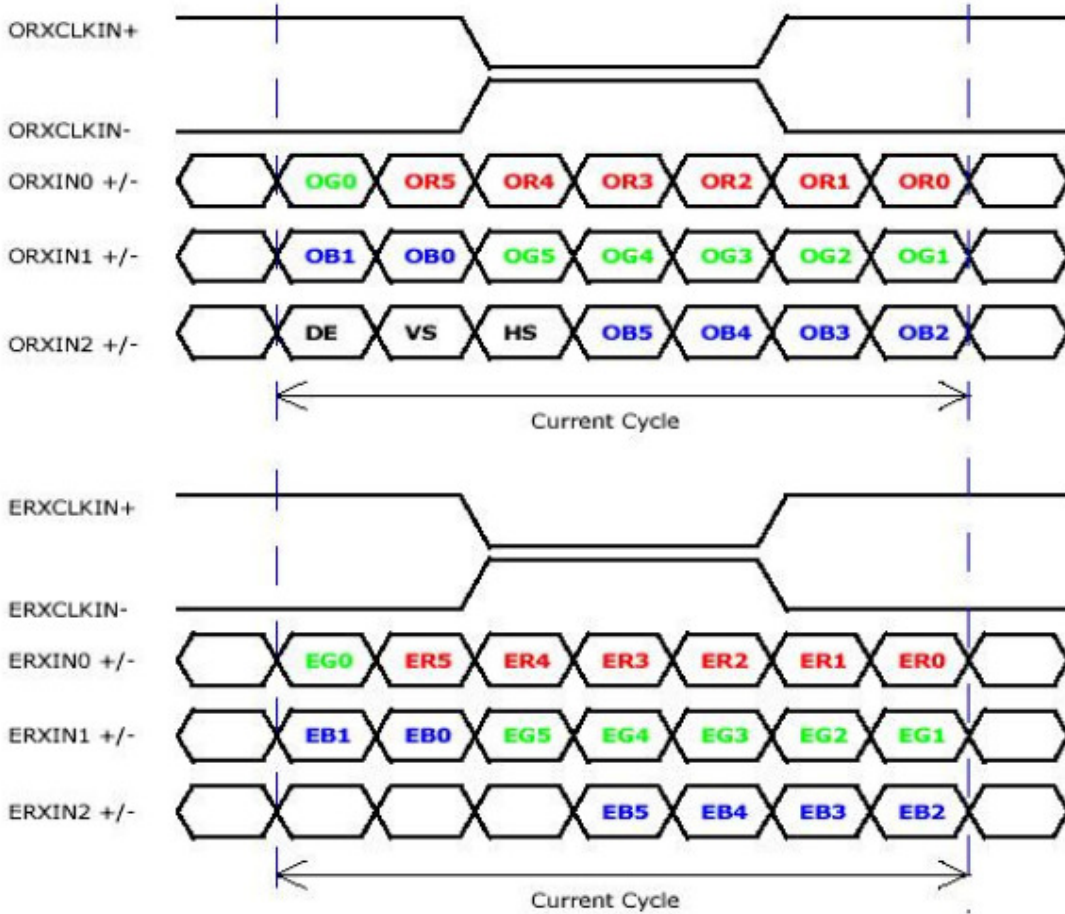 ORXCLKIN+
ORXCLKIN-
ORXIN0 +/- OG0 OR5 OR4 OR3 OR2 OR1 OR0
ORXIN1 +/- OB1 OB0 OG5 OG4 OG3 OG2 OG1
ORXIN2 +/- DE VS HS OB5 OB4 OB3 OB2
Current Cycle
ERXCLKIN+
ERXCLKIN-
ERXIN0 +/- EG0 ER5 ER4 ER3 ER2 ER1 ER0
ERXIN1 +/- EB1 EB0 EG5 EG4 EG3 EG2 EG1
ERXIN2 +/- EB5 EB4 EB3 EB2
Current Cycle